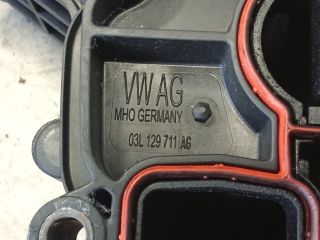 VW AG
MHO GERMANY
03L 129 711 AG